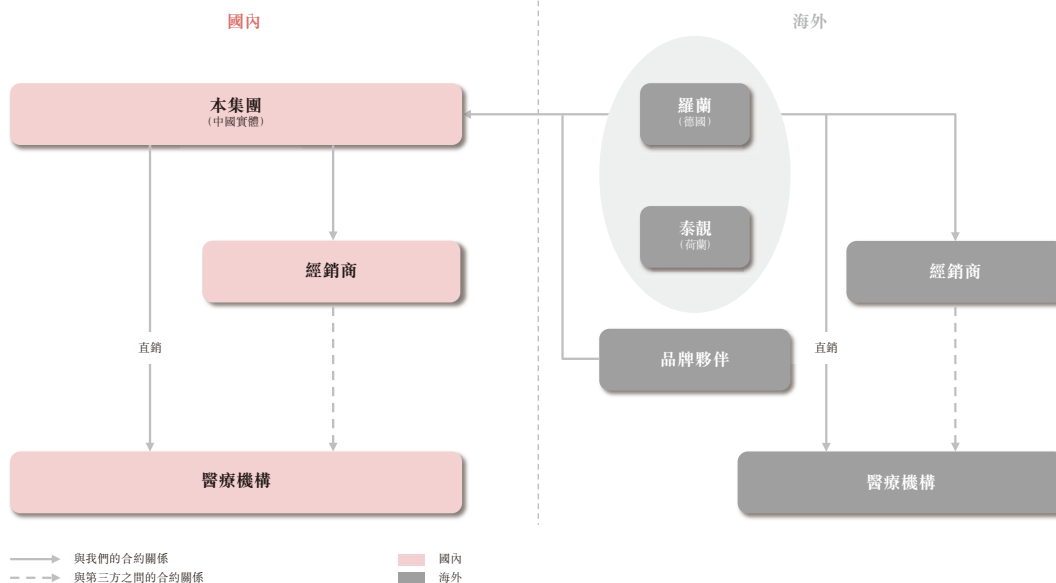 國內
海外
本集團
(中國實體)
羅蘭
(德國)
泰靚
(荷蘭)
經銷商
經銷商
直銷
品牌夥伴
直銷
醫療機構
醫療機構
與我們的合約關係
國內
與第三方之間的合約關係
海外